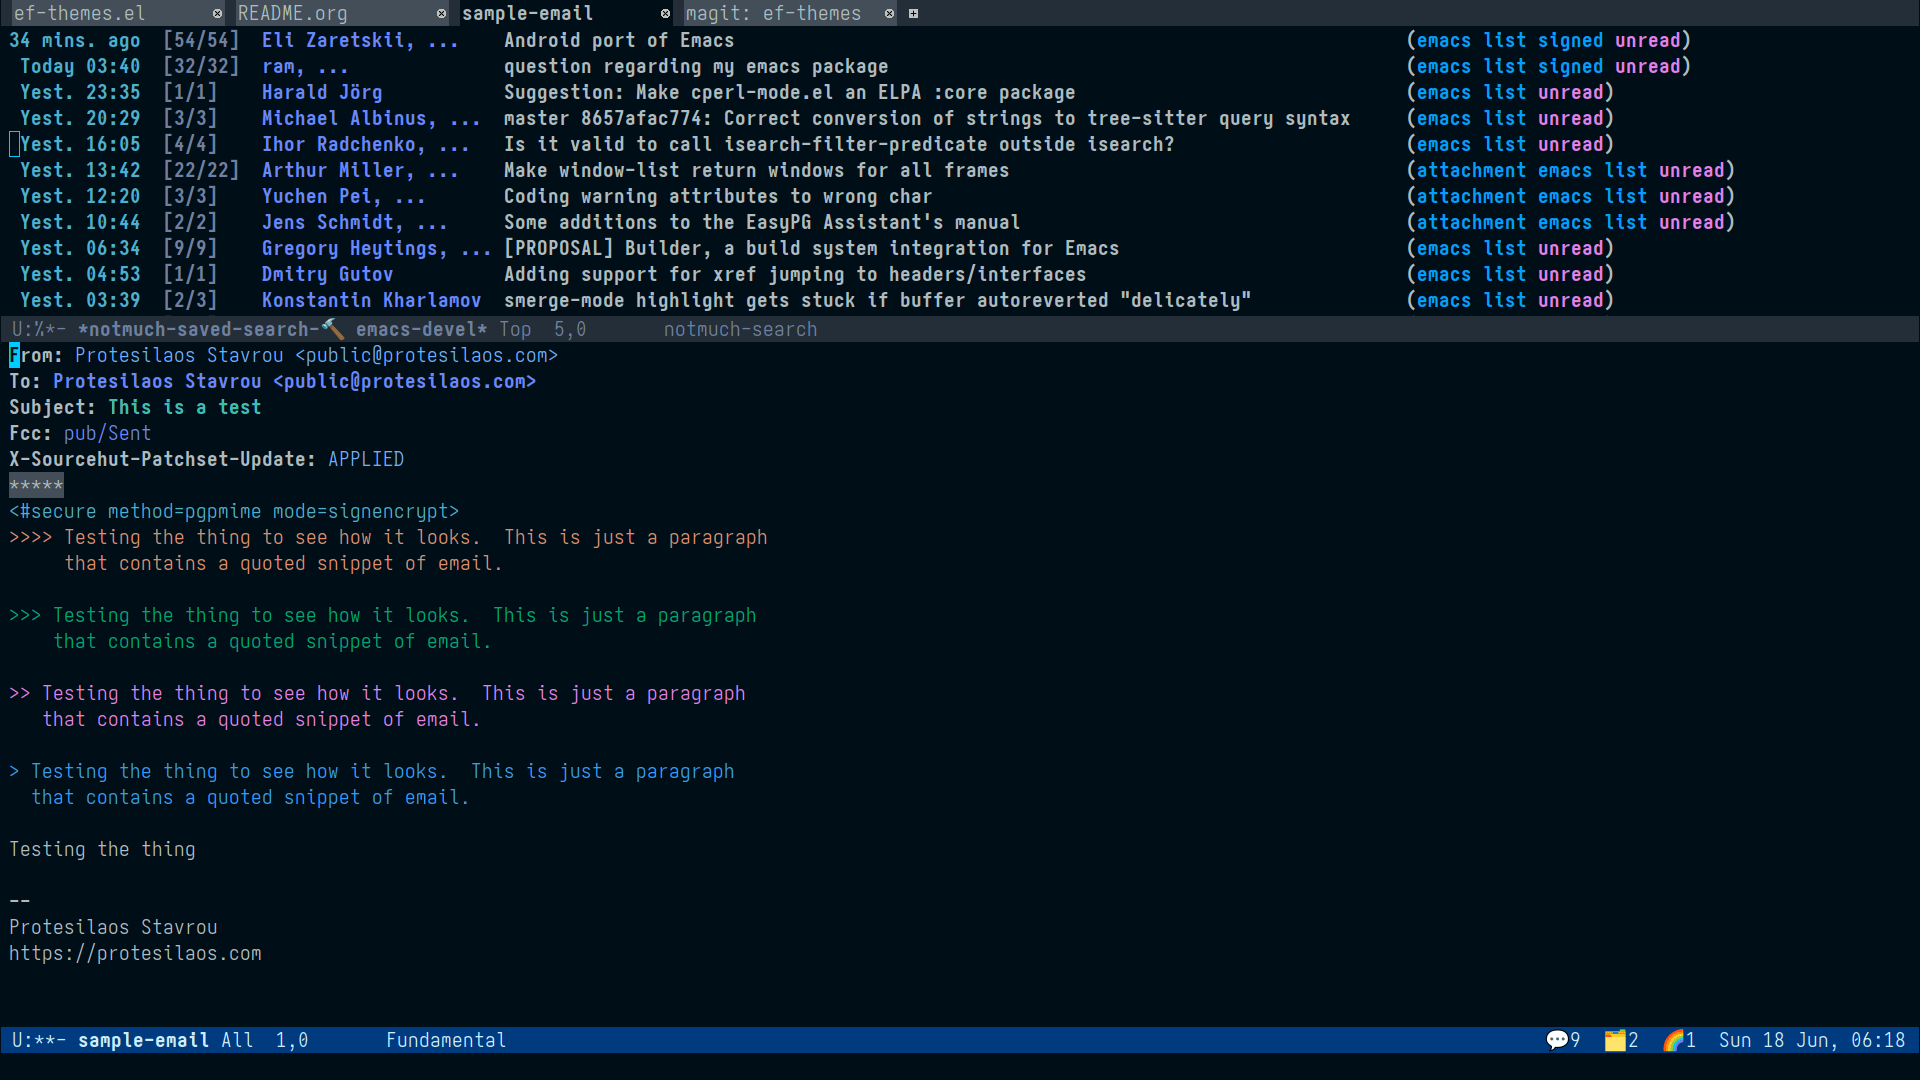 ef-themes.el README.org sample-email magit: ef-themes
34 mins. ago [54/54] Eli Zaretskii, ... Android port of Emacs (emacs list signed unread)
Today 03:40 [32/32] ram, ... question regarding my emacs package (emacs list signed unread)
Yest. 23:35 [1/1] Harald Jörg Suggestion: Make cperl-mode.el an ELPA :core package (emacs list unread)
Yest. 20:29 [3/3] Michael Albinus, ... master 8657afac774: Correct conversion of strings to tree-sitter query syntax (emacs list unread)
Yest. 16:05 [4/4] Ihor Radchenko, ... Is it valid to call isearch-filter-predicate outside isearch? (emacs list unread)
Yest. 13:42 [22/22] Arthur Miller, ... Make window-list return windows for all frames (attachment emacs list unread)
Yest. 12:20 [3/3] Yuchen Pei, ... Coding warning attributes to wrong char (attachment emacs list unread)
Yest. 10:44 [2/2] Jens Schmidt, ... Some additions to the EasyPG Assistant's manual (attachment emacs list unread)
Yest. 06:34 [9/9] Gregory Heytings, ... [PROPOSAL] Builder, a build system integration for Emacs (emacs list unread)
Yest. 04:53 [1/1] Dmitry Gutov Adding support for xref jumping to headers/interfaces (emacs list unread)
Yest. 03:39 [2/3] Konstantin Kharlamov smerge-mode highlight gets stuck if buffer autoreverted "delicately" (emacs list unread)
U:%*- *notmuch-saved-search-🔨 emacs-devel* Top 5,0 notmuch-search
From: Protesilaos Stavrou <public@protesilaos.com>
To: Protesilaos Stavrou <public@protesilaos.com>
Subject: This is a test
Fcc: pub/Sent
X-Sourcehut-Patchset-Update: APPLIED
*****
<#secure method=pgpmime mode=signencrypt>
>>>> Testing the thing to see how it looks.  This is just a paragraph
that contains a quoted snippet of email.
>>> Testing the thing to see how it looks.  This is just a paragraph
that contains a quoted snippet of email.
>> Testing the thing to see how it looks.  This is just a paragraph
that contains a quoted snippet of email.
> Testing the thing to see how it looks.  This is just a paragraph
that contains a quoted snippet of email.
Testing the thing
--
Protesilaos Stavrou
https://protesilaos.com
U:**- sample-email All 1,0 Fundamental 💬9 🗂️2 🌈1 Sun 18 Jun, 06:18